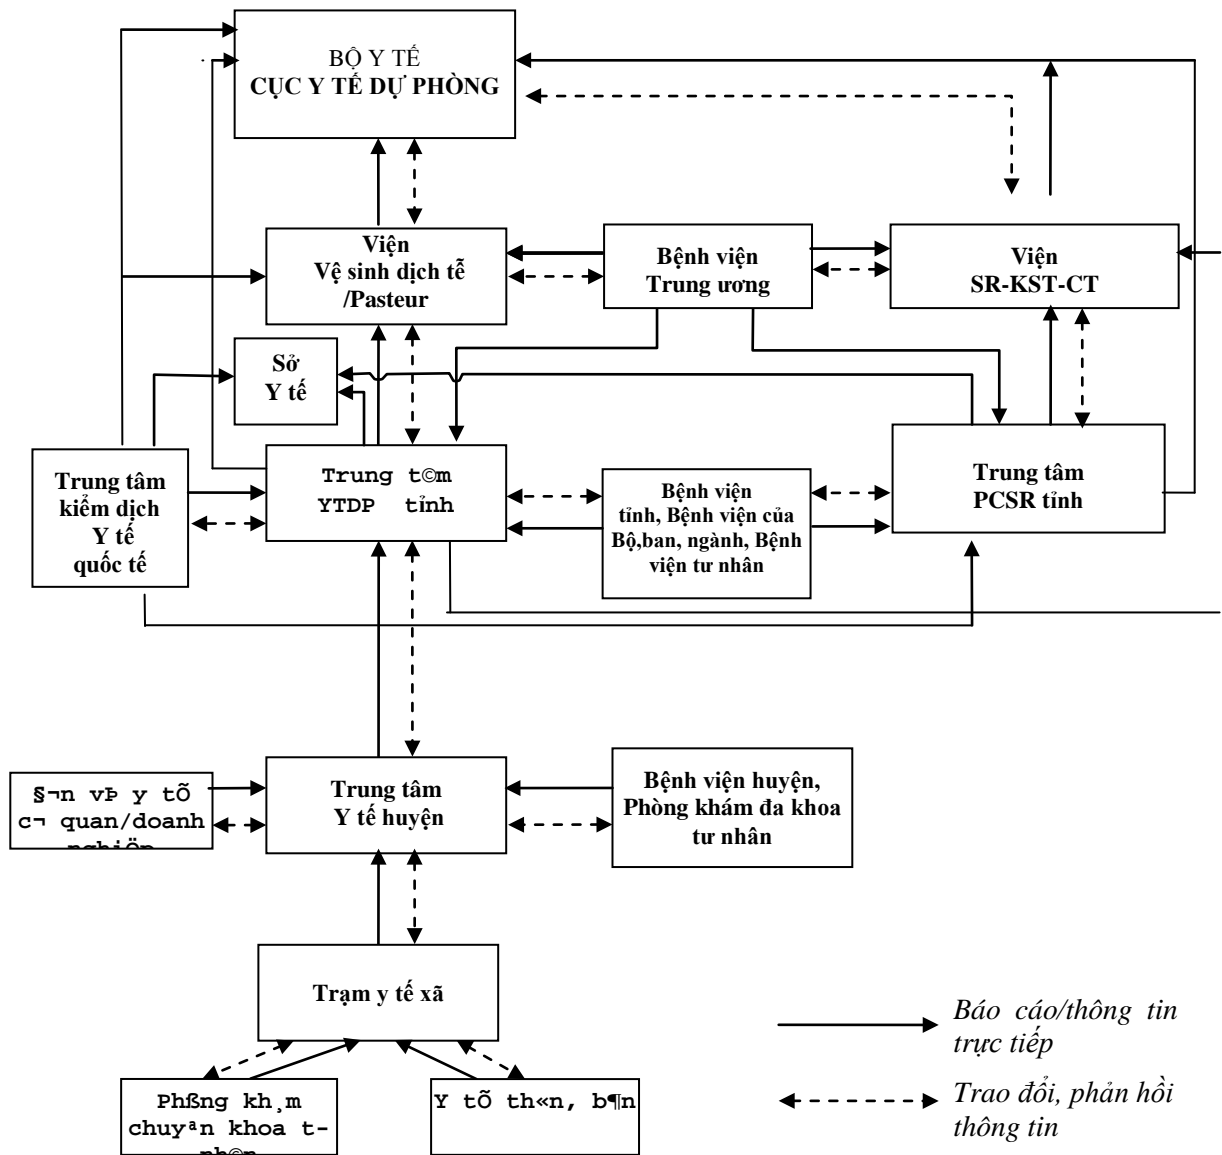 BỘ Y TẾ
CỤC Y TẾ DỰ PHÒNG
Viện
Vệ sinh dịch tễ
/Pasteur
Bệnh viện
Trung ương
Viện
SR-KST-CT
Sở
Y tế
Trung tâm
kiểm dịch
Y tế
quốc tế
Trung t©m
YTDP tỉnh
Bệnh viện
tỉnh, Bệnh viện của
Bộ,ban, ngành, Bệnh
viện tư nhân
Trung tâm
PCSR tỉnh
§¬n vÞ y tÕ
c¬ quan/doanh
nghiÖp
Trung tâm
Y tế huyện
Bệnh viện huyện,
Phòng khám đa khoa
tư nhân
Trạm y tế xã
Phßng kh¸m
chuyªn khoa t-
nh©n
Y tÕ th«n, b¶n
Báo cáo/thông tin
trực tiếp
Trao đổi, phản hồi
thông tin